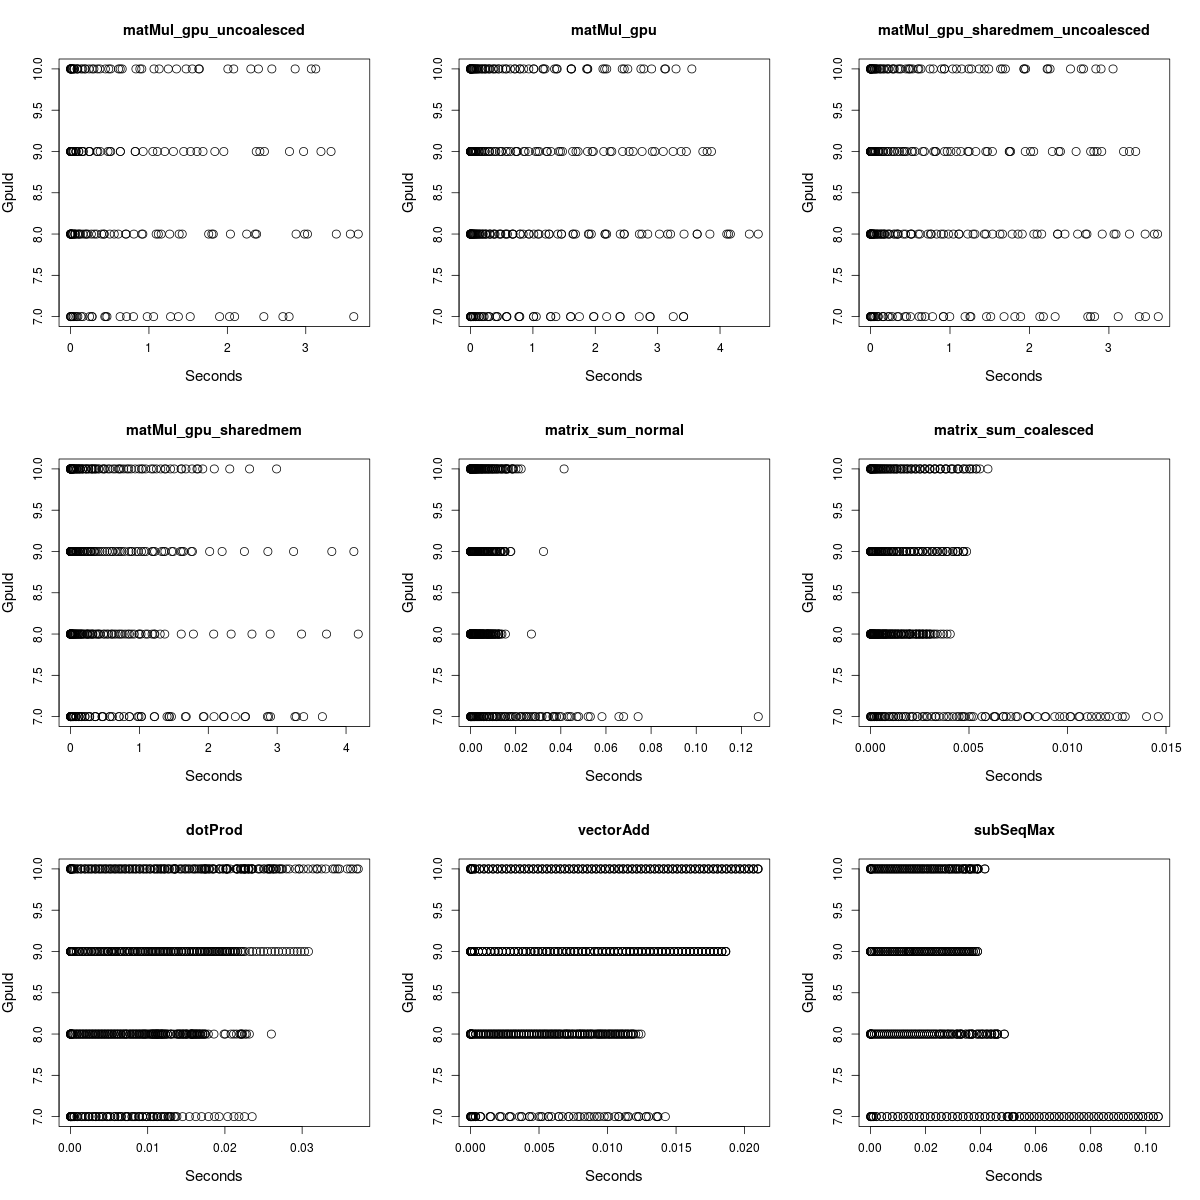 matMul_gpu_uncoalesced
GpuId
10.0
9.5
9.0
8.5
8.0
7.5
7.0
0 1 2 3
Seconds
matMul_gpu
GpuId
10.0
9.5
9.0
8.5
8.0
7.5
7.0
0 1 2 3 4
Seconds
matMul_gpu_sharedmem_uncoalesced
GpuId
10.0
9.5
9.0
8.5
8.0
7.5
7.0
0 1 2 3
Seconds
matMul_gpu_sharedmem
GpuId
10.0
9.5
9.0
8.5
8.0
7.5
7.0
0 1 2 3 4
Seconds
matrix_sum_normal
GpuId
10.0
9.5
9.0
8.5
8.0
7.5
7.0
0.00 0.02 0.04 0.06 0.08 0.10 0.12
Seconds
matrix_sum_coalesced
GpuId
10.0
9.5
9.0
8.5
8.0
7.5
7.0
0.000 0.005 0.010 0.015
Seconds
dotProd
GpuId
10.0
9.5
9.0
8.5
8.0
7.5
7.0
0.00 0.01 0.02 0.03
Seconds
vectorAdd
GpuId
10.0
9.5
9.0
8.5
8.0
7.5
7.0
0.000 0.005 0.010 0.015 0.020
Seconds
subSeqMax
GpuId
10.0
9.5
9.0
8.5
8.0
7.5
7.0
0.00 0.02 0.04 0.06 0.08 0.10
Seconds